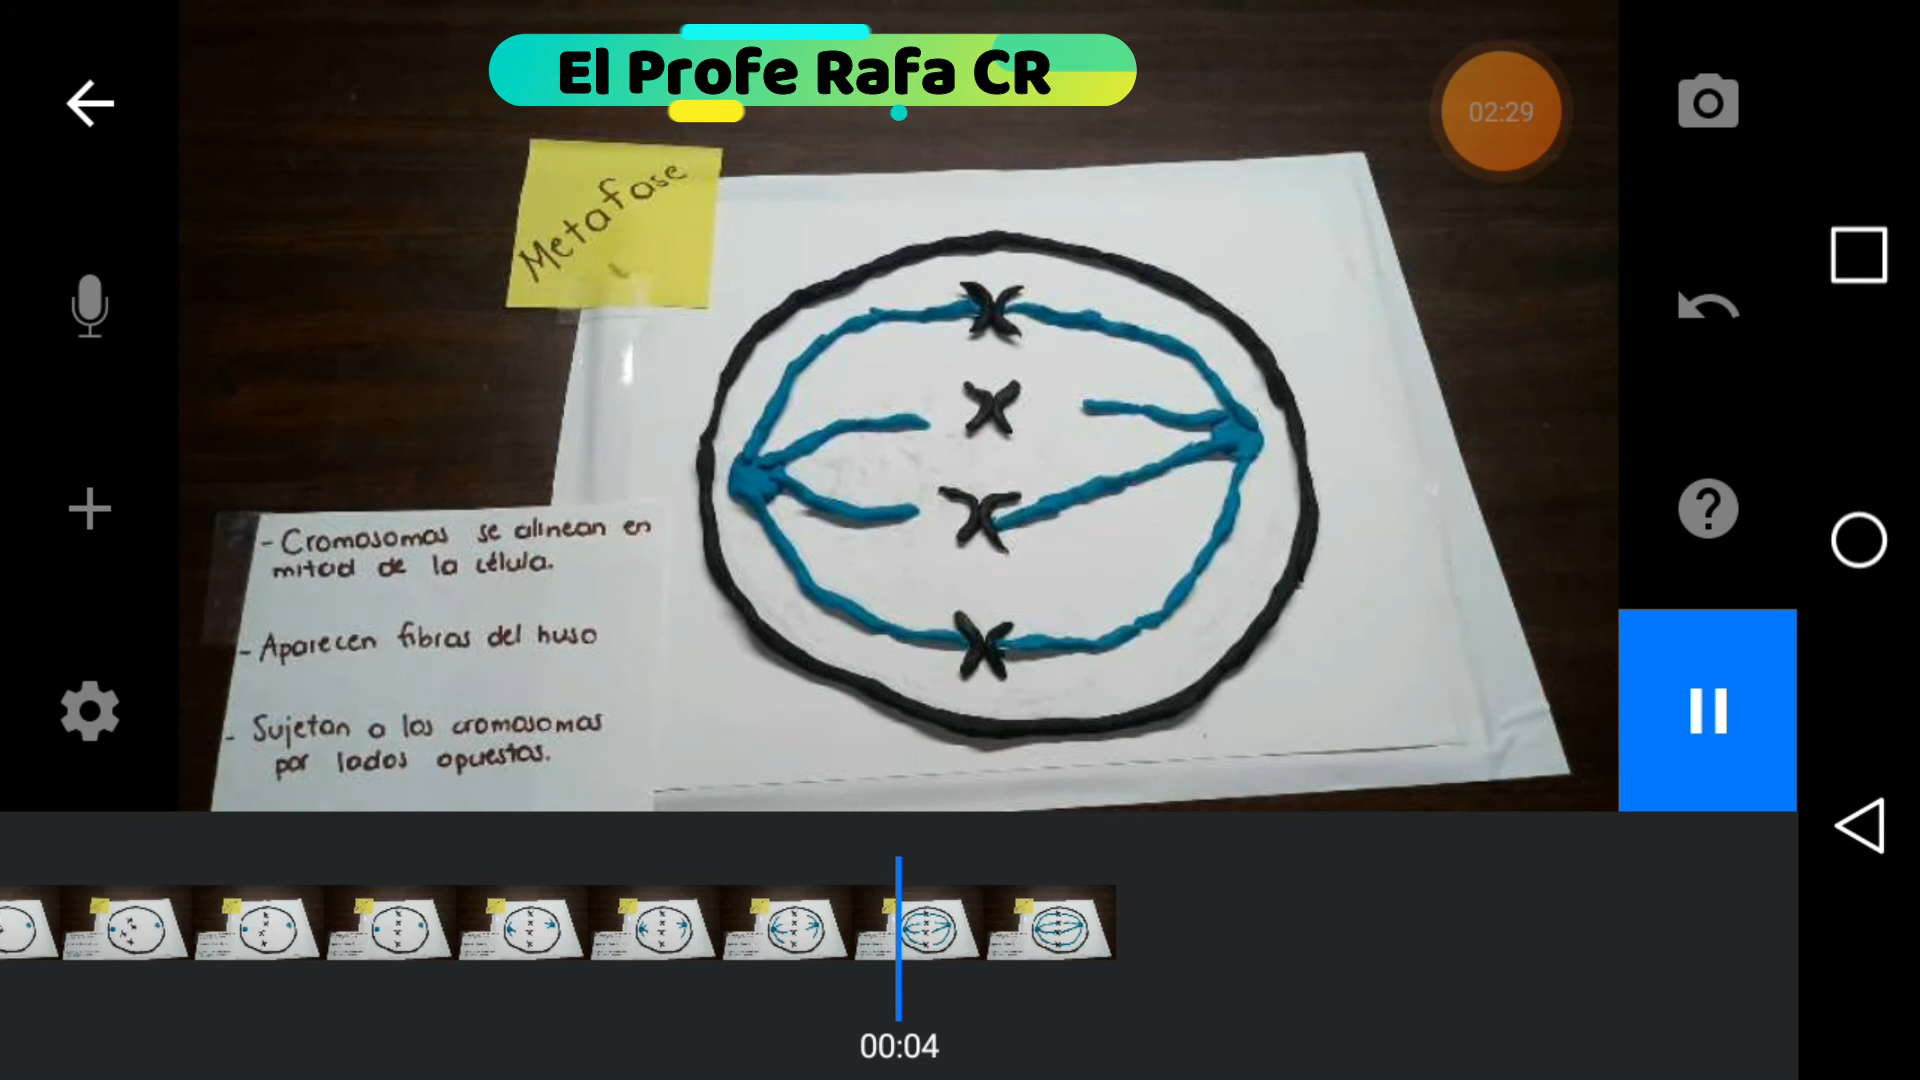 El Profe Rafa CR
02:29
Metafase
- Cromosomas se alinean en
mitad de la célula.
- Aparecen fibras del huso
- Sujetan a los cromosomas
por lados opuestos.
00:04